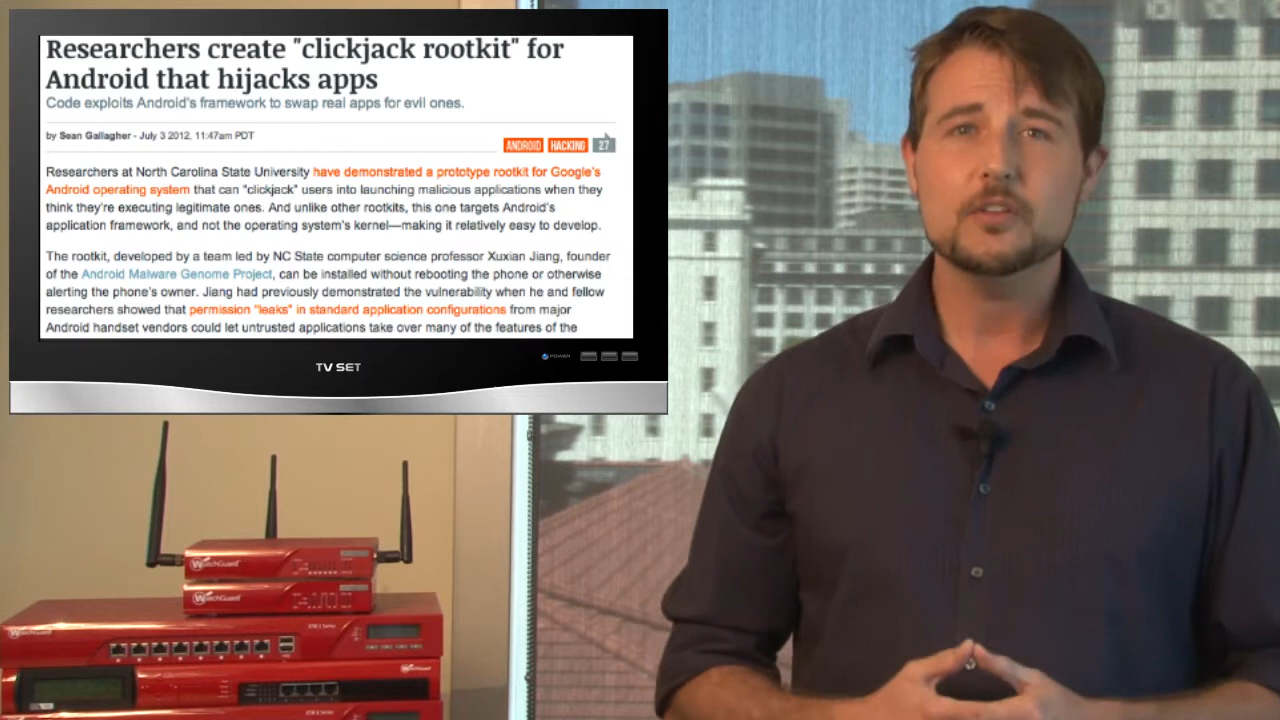 Researchers create "clickjack rootkit" for
Android that hijacks apps
Code exploits Android's framework to swap real apps for evil ones.
by Sean Gallagher - July 3 2012, 11:47am PDT
ANDROID HACKING 27
Researchers at North Carolina State University have demonstrated a prototype rootkit for Google's
Android operating system that can "clickjack" users into launching malicious applications when they
think they're executing legitimate ones. And unlike other rootkits, this one targets Android's
application framework, and not the operating system's kernel—making it relatively easy to develop.
The rootkit, developed by a team led by NC State computer science professor Xuxian Jiang, founder
of the Android Malware Genome Project, can be installed without rebooting the phone or otherwise
alerting the phone's owner. Jiang had previously demonstrated the vulnerability when he and fellow
researchers showed that permission "leaks" in standard application configurations from major
Android handset vendors could let untrusted applications take over many of the features of the
POWER
TV SET
WatchGuard
WatchGuard
WatchGuard
WatchGuard